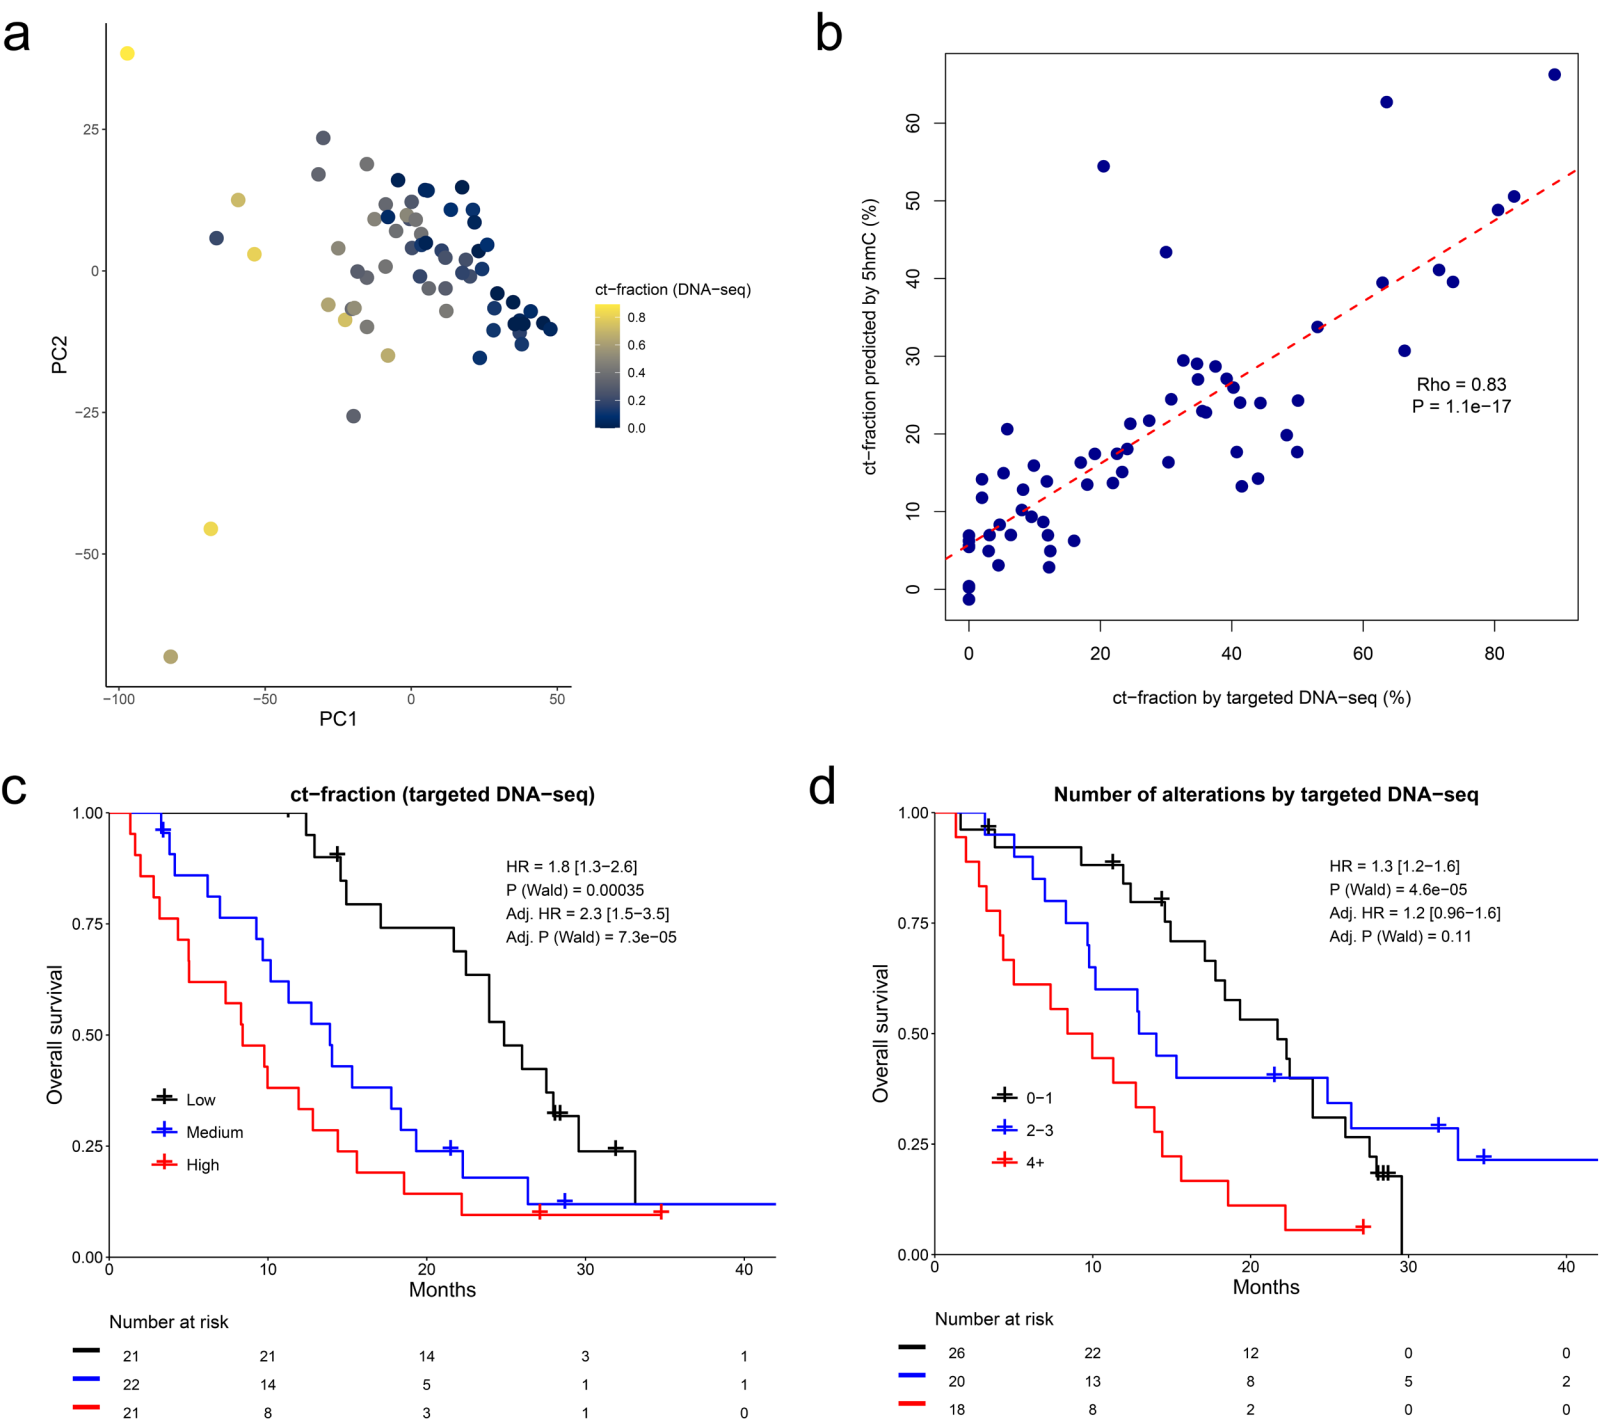 a
25
0
−25
−50
−100
−50
0
50
PC1
PC2
ct−fraction (DNA−seq)
0.8
0.6
0.4
0.2
0.0
b
60
50
40
30
20
10
0
0
20
40
60
80
ct−fraction predicted by 5hmC (%)
ct−fraction by targeted DNA−seq (%)
Rho = 0.83
P = 1.1e−17
c
ct−fraction (targeted DNA−seq)
1.00
0.75
0.50
0.25
0.00
Overall survival
HR = 1.8 [1.3−2.6]
P (Wald) = 0.00035
Adj. HR = 2.3 [1.5−3.5]
Adj. P (Wald) = 7.3e−05
Low
Medium
High
0
10
20
30
40
Months
Number at risk
21 21 14 3 1
22 14 5 1 1
21 8 3 1 0
d
Number of alterations by targeted DNA−seq
1.00
0.75
0.50
0.25
0.00
Overall survival
HR = 1.3 [1.2−1.6]
P (Wald) = 4.6e−05
Adj. HR = 1.2 [0.96−1.6]
Adj. P (Wald) = 0.11
0−1
2−3
4+
0
10
20
30
40
Months
Number at risk
26 22 12 0 0
20 13 8 5 2
18 8 2 0 0